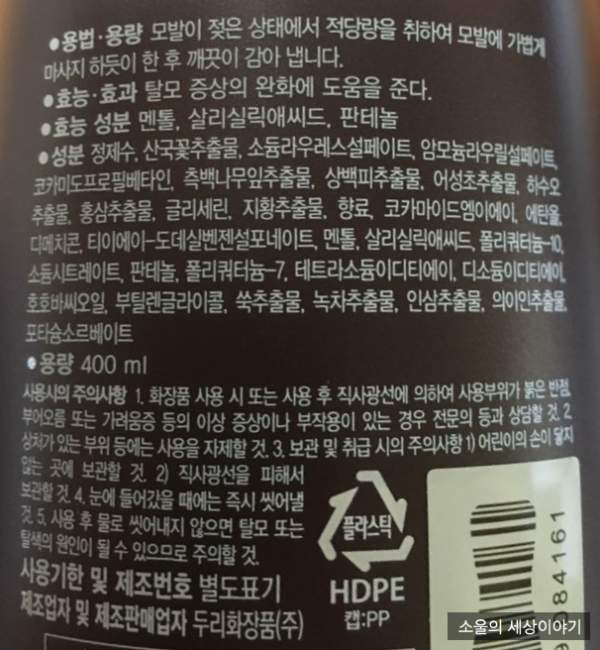 ●용법·용량 모발이 젖은 상태에서 적당량을 취하여 모발에 가볍게
마사지 하듯이 한 후 깨끗이 감아 냅니다.
●효능·효과 탈모 증상의 완화에 도움을 준다.
●효능 성분 멘톨, 살리실릭애씨드, 판테놀
●성분 정제수, 산국꽃추출물, 소듐라우레스설페이트, 암모늄라우릴설페이트,
코카미도프로필베타인, 측백나무잎추출물, 상백피추출물, 어성초추출물, 하수오
추출물, 홍삼추출물, 글리세린, 지황추출물, 향료, 코카마이드엠이에이, 에탄올,
디메치콘, 티이에이-도데실벤젠설포네이트, 멘톨, 살리실릭애씨드, 폴리쿼터늄-10,
소듐시트레이트, 판테놀, 폴리쿼터늄-7, 테트라소듐이디티에이, 디소듐이디티에이,
호호바씨오일, 부틸렌글라이콜, 쑥추출물, 녹차추출물, 인삼추출물, 의이인추출물,
포타슘소르베이트
●용량 400 ml
사용시의 주의사항 1. 화장품 사용 시 또는 사용 후 직사광선에 의하여 사용부위가 붉은 반점,
부어오름 또는 가려움증 등의 이상 증상이나 부작용이 있는 경우 전문의 등과 상담할 것. 2.
상처가 있는 부위 등에는 사용을 자제할 것. 3. 보관 및 취급 시의 주의사항 1) 어린이의 손이 닿지
않는 곳에 보관할 것. 2) 직사광선을 피해서
보관할 것. 4. 눈에 들어갔을 때에는 즉시 씻어낼
것. 5. 사용 후 물로 씻어내지 않으면 탈모 또는
탈색의 원인이 될 수 있으므로 주의할 것.
사용기한 및 제조번호 별도표기
제조업자 및 제조판매업자 두리화장품(주)
플라스틱
HDPE
캡:PP
084161
소울의 세상이야기